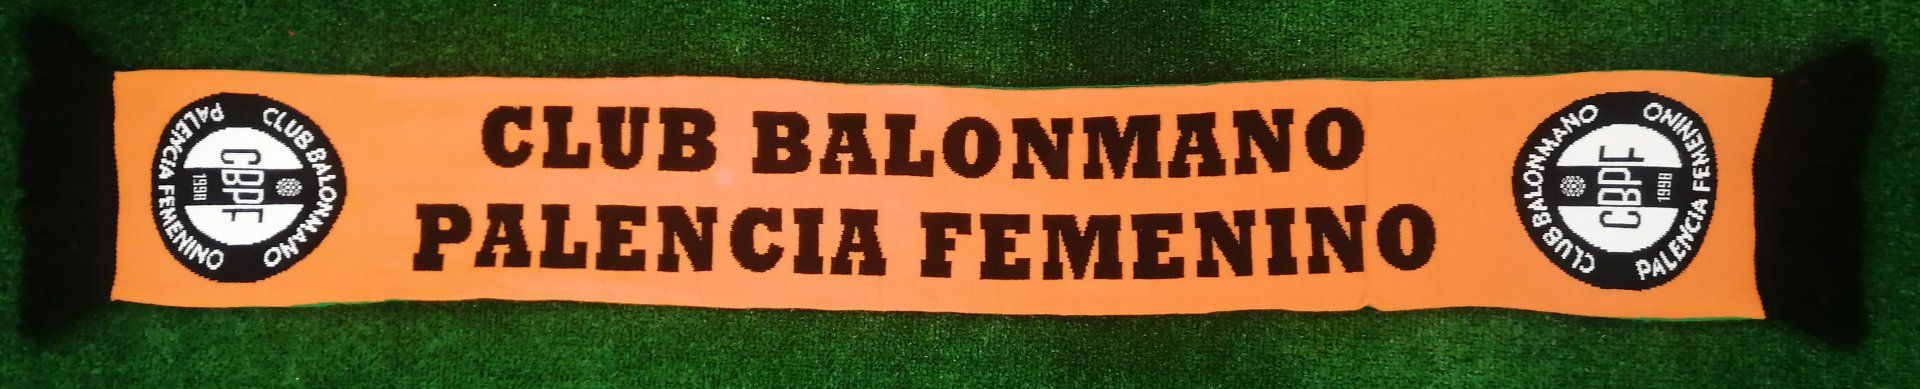 CLUB BALONMANO
PALENCIA FEMENINO
CLUB BALONMANO
PALENCIA FEMENINO
CBPF
1998
CLUB BALONMANO
PALENCIA FEMENINO
CBPF
1998